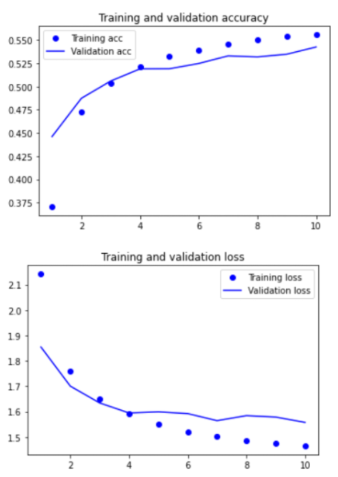 Training and validation accuracy
Training acc
Validation acc
0.550
0.525
0.500
0.475
0.450
0.425
0.400
0.375
2 4 6 8 10
Training and validation loss
Training loss
Validation loss
2.1
2.0
1.9
1.8
1.7
1.6
1.5
2 4 6 8 10